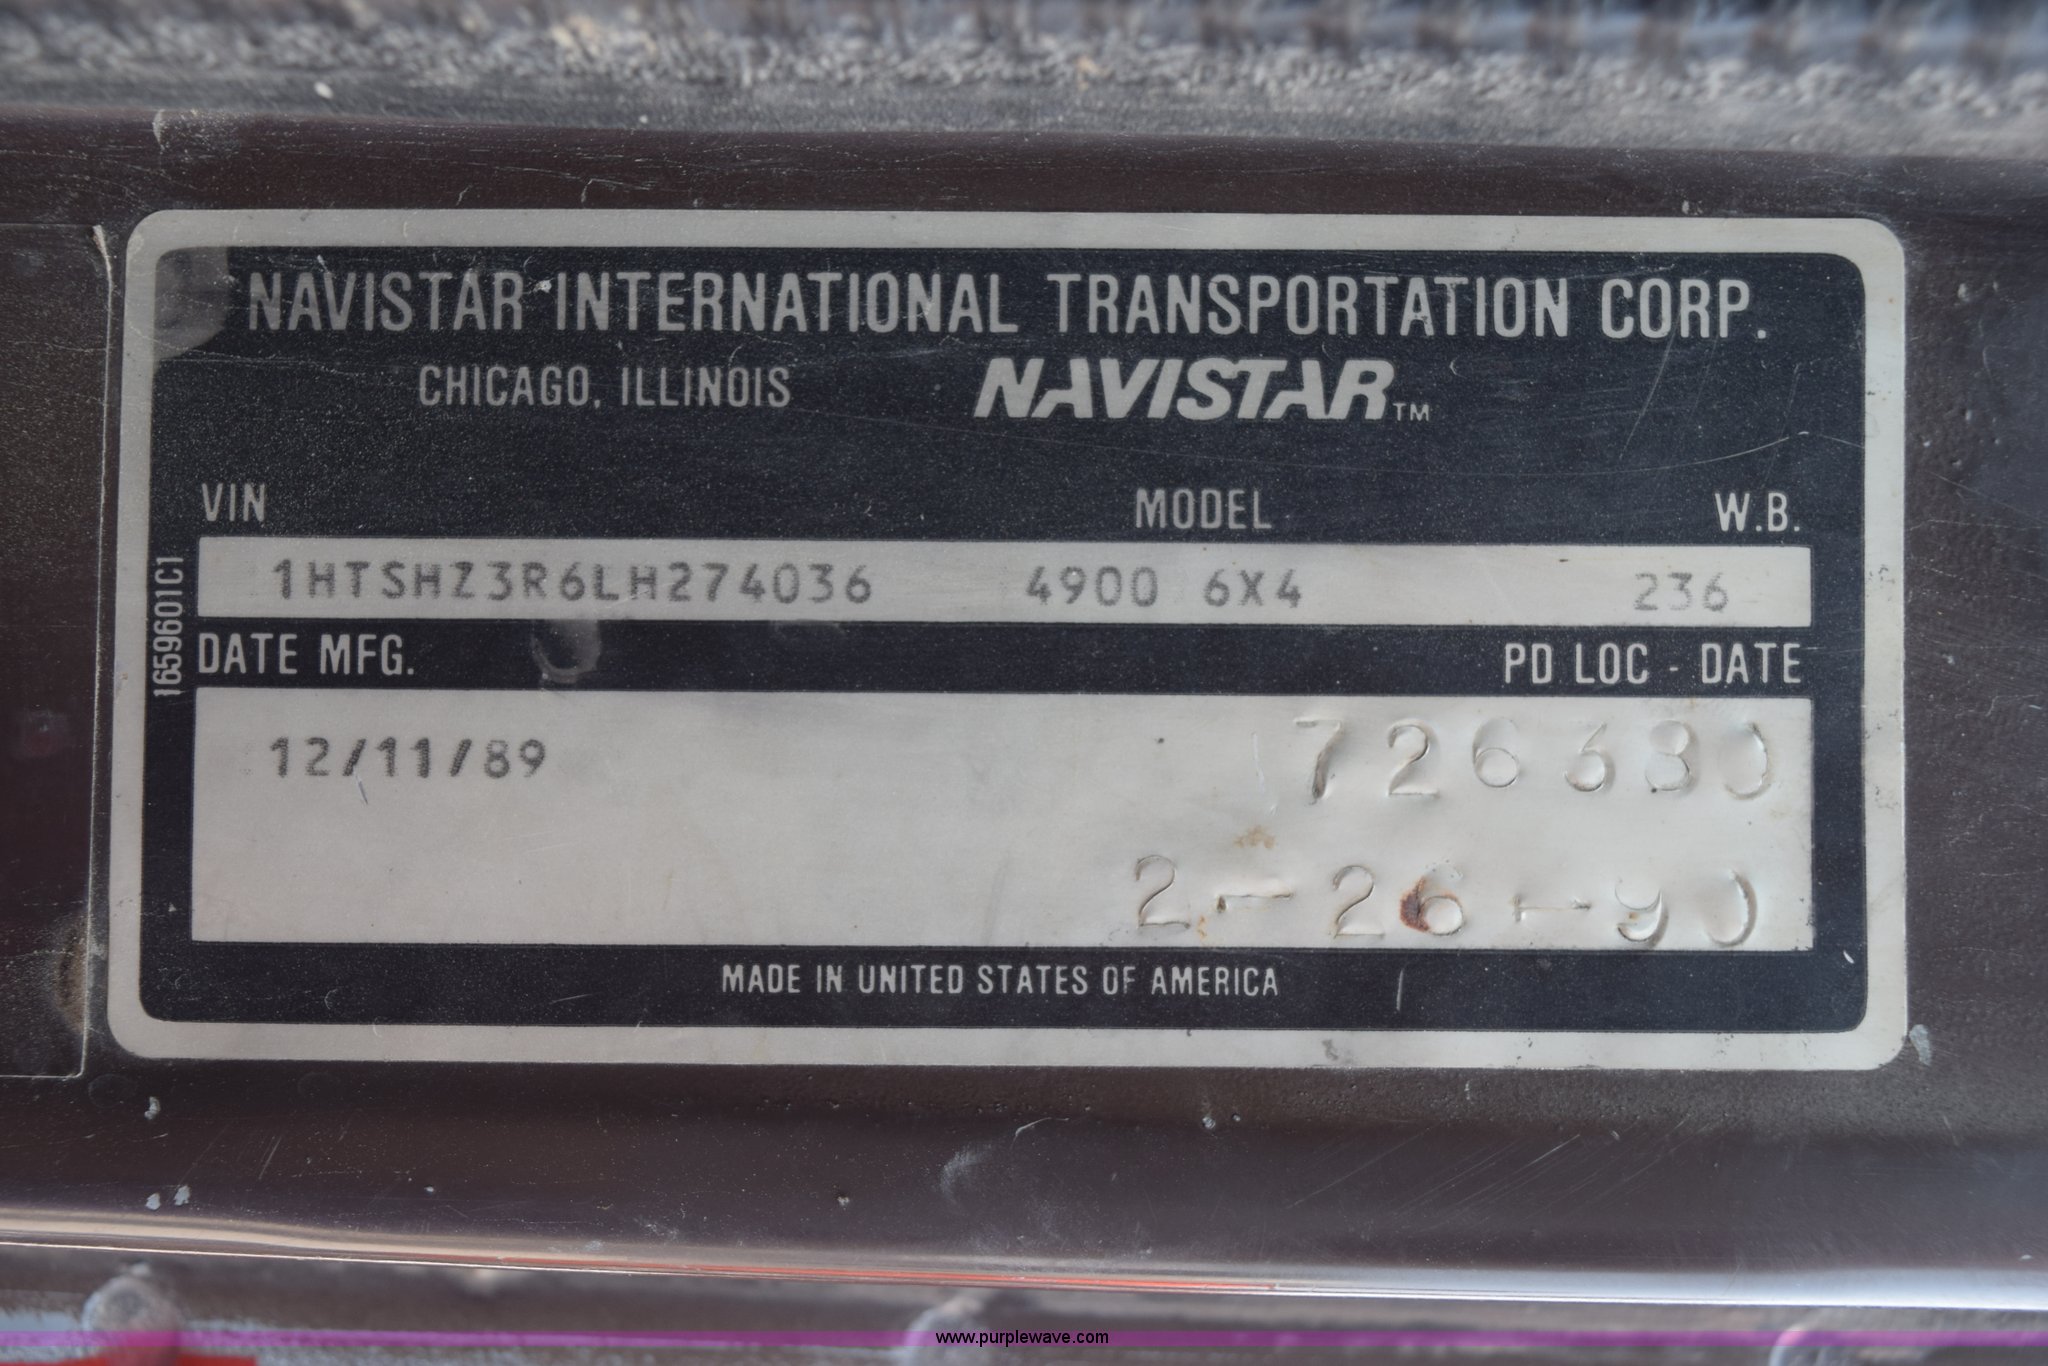 NAVISTAR INTERNATIONAL TRANSPORTATION CORP.
CHICAGO, ILLINOIS NAVISTAR™
VIN MODEL W.B.
1HTSHZ3R6LH274036 4900 6X4 236
DATE MFG. PD LOC - DATE
12/11/89 726380
2-26-90
MADE IN UNITED STATES OF AMERICA
1659601C1
www.purplewave.com